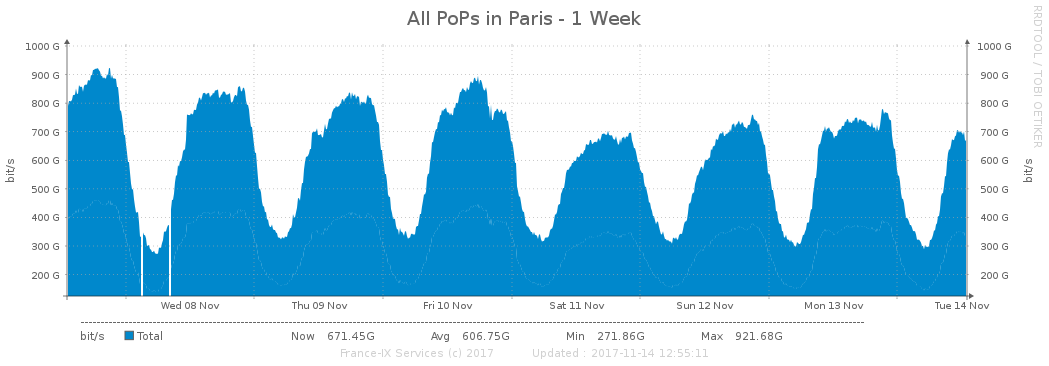 All PoPs in Paris - 1 Week
RRDTOOL / TOBI OETIKER
1000 G 1000 G
900 G 900 G
800 G 800 G
700 G 700 G
600 G 600 G
500 G 500 G
400 G 400 G
300 G 300 G
200 G 200 G
bit/s bit/s
Wed 08 Nov Thu 09 Nov Fri 10 Nov Sat 11 Nov Sun 12 Nov Mon 13 Nov Tue 14 Nov
bit/s Total Now 671.45G Avg 606.75G Min 271.86G Max 921.68G
France-IX Services (c) 2017 Updated : 2017-11-14 12:55:11